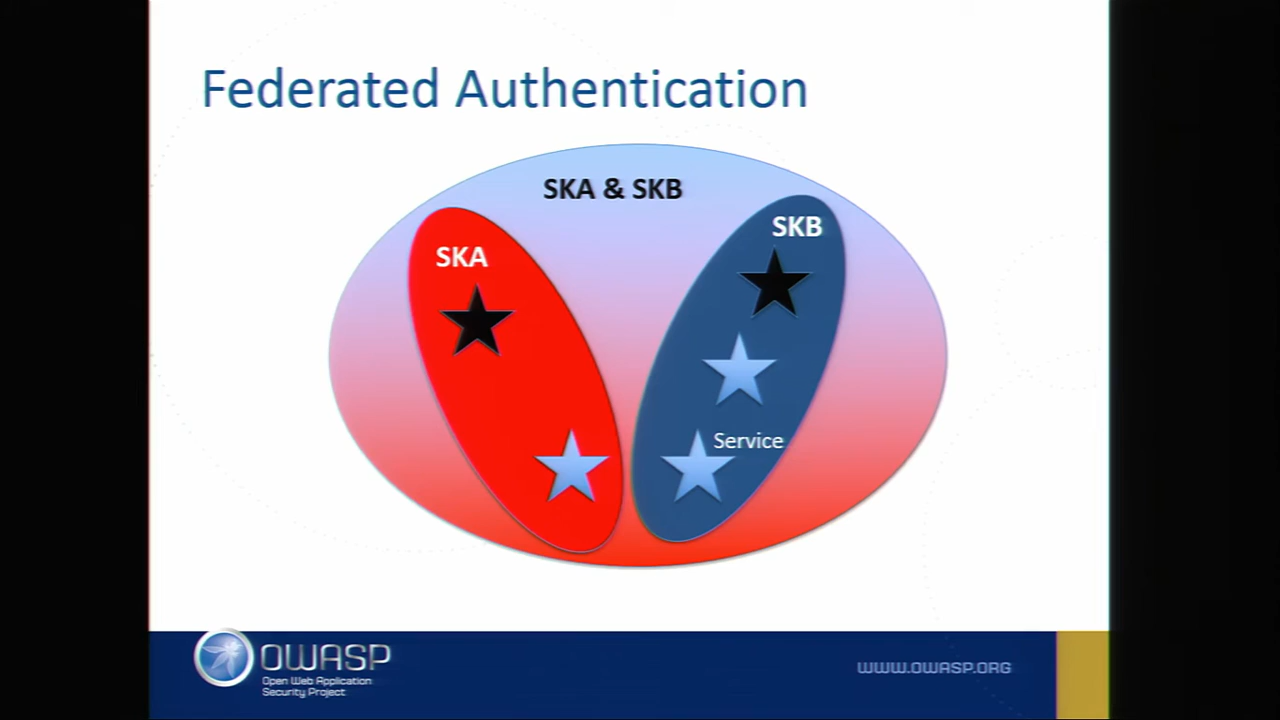 Federated Authentication
SKA & SKB
SKB
SKA
Service
OWASP
Open Web Application
Security Project
WWW.OWASP.ORG